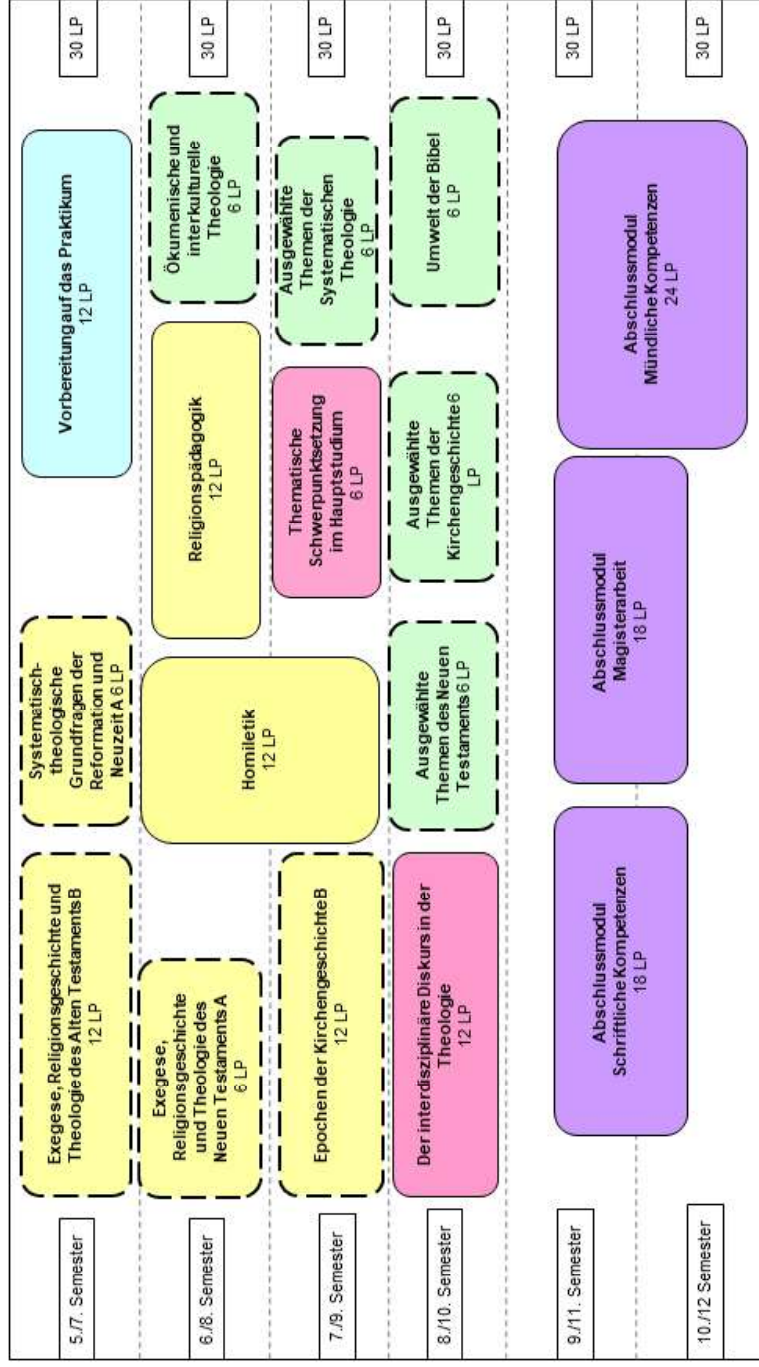 5./7. Semester
Exegese, Religionsgeschichte und
Theologie des Alten Testaments B
12 LP
Systematisch-
theologische
Grundfragen der
Reformation und
Neuzeit A 6 LP
Vorbereitung auf das Praktikum
12 LP
30 LP
6./8. Semester
Exegese,
Religionsgeschichte
und Theologie des
Neuen Testaments A
6 LP
Homiletik
12 LP
Religionspädagogik
12 LP
Ökumenische und
interkulturelle
Theologie
6 LP
30 LP
7./9. Semester
Epochen der Kirchengeschichte B
12 LP
Thematische
Schwerpunktsetzung
im Hauptstudium
6 LP
Ausgewählte
Themen der
Systematischen
Theologie
6 LP
30 LP
8./10. Semester
Der interdisziplinäre Diskurs in der
Theologie
12 LP
Ausgewählte
Themen des Neuen
Testaments 6 LP
Ausgewählte
Themen der
Kirchengeschichte 6
LP
Umwelt der Bibel
6 LP
30 LP
9./11. Semester
Abschlussmodul
Schriftliche Kompetenzen
18 LP
Abschlussmodul
Magisterarbeit
18 LP
Abschlussmodul
Mündliche Kompetenzen
24 LP
30 LP
10./12 Semester
30 LP